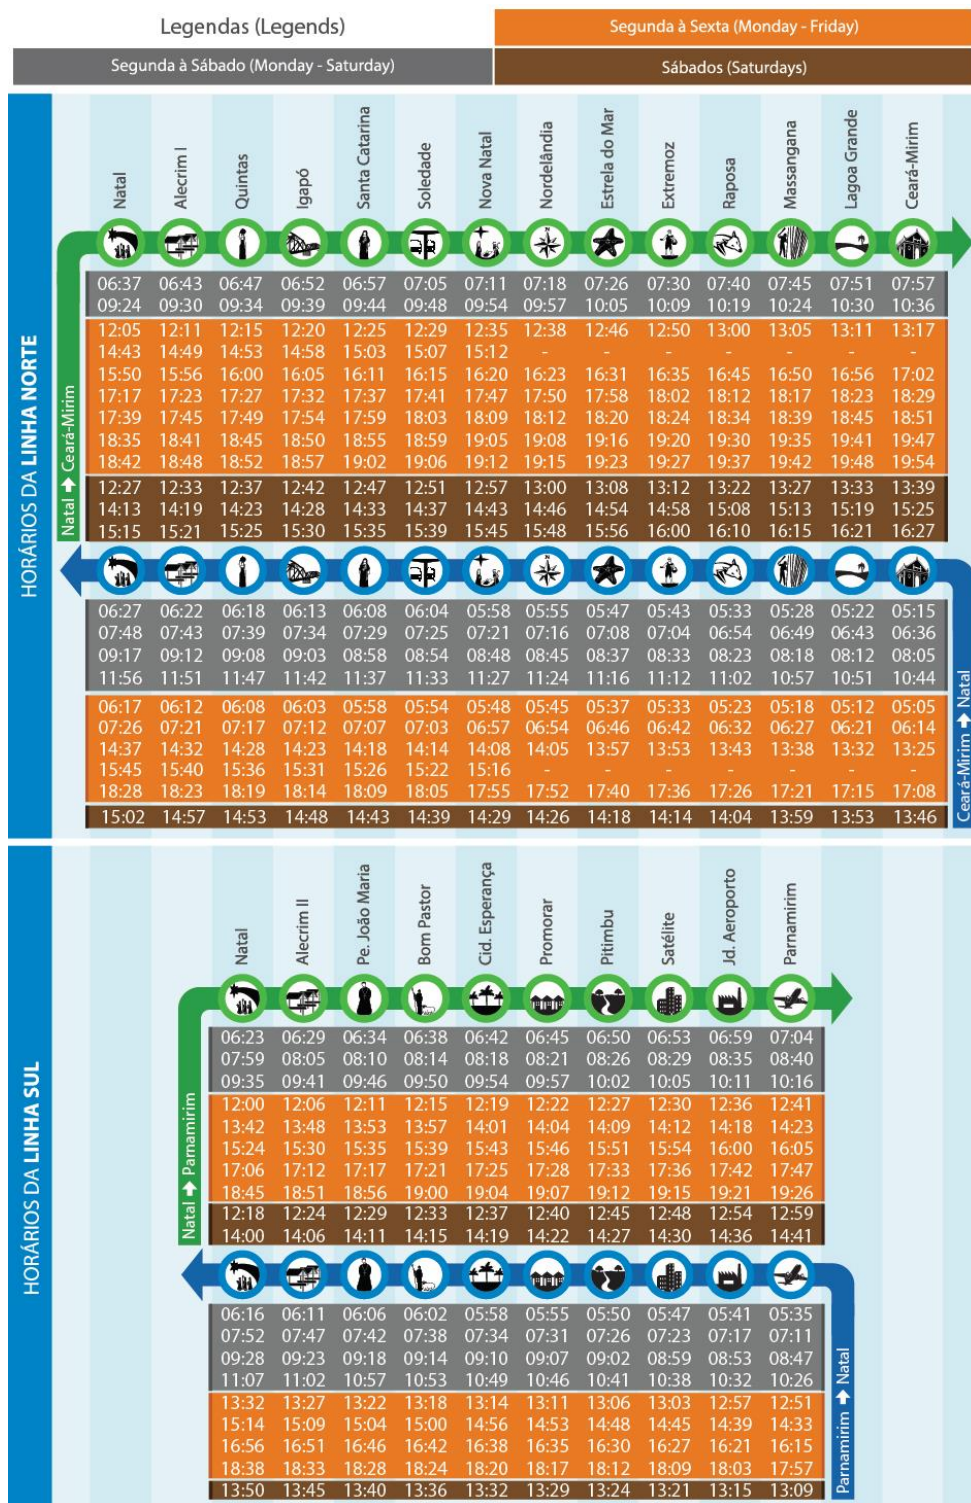 Legendas (Legends)
Segunda à Sexta (Monday - Friday)
Segunda à Sábado (Monday - Saturday)
Sábados (Saturdays)
HORÁRIOS DA LINHA NORTE
Natal Alecrim I Quintas Igapó Santa Catarina Soledade Nova Natal Nordelândia Estrela do Mar Extremoz Raposa Massangana Lagoa Grande Ceará-Mirim
Natal ➔ Ceará-Mirim
06:37 06:43 06:47 06:52 06:57 07:05 07:11 07:18 07:26 07:30 07:40 07:45 07:51 07:57
09:24 09:30 09:34 09:39 09:44 09:48 09:54 09:57 10:05 10:09 10:19 10:24 10:30 10:36
12:05 12:11 12:15 12:20 12:25 12:29 12:35 12:38 12:46 12:50 13:00 13:05 13:11 13:17
14:43 14:49 14:53 14:58 15:03 15:07 15:12 - - - - - - -
15:50 15:56 16:00 16:05 16:11 16:15 16:20 16:23 16:31 16:35 16:45 16:50 16:56 17:02
17:17 17:23 17:27 17:32 17:37 17:41 17:47 17:50 17:58 18:02 18:12 18:17 18:23 18:29
17:39 17:45 17:49 17:54 17:59 18:03 18:09 18:12 18:20 18:24 18:34 18:39 18:45 18:51
18:35 18:41 18:45 18:50 18:55 18:59 19:05 19:08 19:16 19:20 19:30 19:35 19:41 19:47
18:42 18:48 18:52 18:57 19:02 19:06 19:12 19:15 19:23 19:27 19:37 19:42 19:48 19:54
12:27 12:33 12:37 12:42 12:47 12:51 12:57 13:00 13:08 13:12 13:22 13:27 13:33 13:39
14:13 14:19 14:23 14:28 14:33 14:37 14:43 14:46 14:54 14:58 15:08 15:13 15:19 15:25
15:15 15:21 15:25 15:30 15:35 15:39 15:45 15:48 15:56 16:00 16:10 16:15 16:21 16:27
Ceará-Mirim ➔ Natal
06:27 06:22 06:18 06:13 06:08 06:04 05:58 05:55 05:47 05:43 05:33 05:28 05:22 05:15
07:48 07:43 07:39 07:34 07:29 07:25 07:21 07:16 07:08 07:04 06:54 06:49 06:43 06:36
09:17 09:12 09:08 09:03 08:58 08:54 08:48 08:45 08:37 08:33 08:23 08:18 08:12 08:05
11:56 11:51 11:47 11:42 11:37 11:33 11:27 11:24 11:16 11:12 11:02 10:57 10:51 10:44
06:17 06:12 06:08 06:03 05:58 05:54 05:48 05:45 05:37 05:33 05:23 05:18 05:12 05:05
07:26 07:21 07:17 07:12 07:07 07:03 06:57 06:54 06:46 06:42 06:32 06:27 06:21 06:14
14:37 14:32 14:28 14:23 14:18 14:14 14:08 14:05 13:57 13:53 13:43 13:38 13:32 13:25
15:45 15:40 15:36 15:31 15:26 15:22 15:16 - - - - - - -
18:28 18:23 18:19 18:14 18:09 18:05 17:55 17:52 17:40 17:36 17:26 17:21 17:15 17:08
15:02 14:57 14:53 14:48 14:43 14:39 14:29 14:26 14:18 14:14 14:04 13:59 13:53 13:46
HORÁRIOS DA LINHA SUL
Natal Alecrim II Pe. João Maria Bom Pastor Cid. Esperança Promorar Pitimbu Satélite Jd. Aeroporto Parnamirim
Natal ➔ Parnamirim
06:23 06:29 06:34 06:38 06:42 06:45 06:50 06:53 06:59 07:04
07:59 08:05 08:10 08:14 08:18 08:21 08:26 08:29 08:35 08:40
09:35 09:41 09:46 09:50 09:54 09:57 10:02 10:05 10:11 10:16
12:00 12:06 12:11 12:15 12:19 12:22 12:27 12:30 12:36 12:41
13:42 13:48 13:53 13:57 14:01 14:04 14:09 14:12 14:18 14:23
15:24 15:30 15:35 15:39 15:43 15:46 15:51 15:54 16:00 16:05
17:06 17:12 17:17 17:21 17:25 17:28 17:33 17:36 17:42 17:47
18:45 18:51 18:56 19:00 19:04 19:07 19:12 19:15 19:21 19:26
12:18 12:24 12:29 12:33 12:37 12:40 12:45 12:48 12:54 12:59
14:00 14:06 14:11 14:15 14:19 14:22 14:27 14:30 14:36 14:41
Parnamirim ➔ Natal
06:16 06:11 06:06 06:02 05:58 05:55 05:50 05:47 05:41 05:35
07:52 07:47 07:42 07:38 07:34 07:31 07:26 07:23 07:17 07:11
09:28 09:23 09:18 09:14 09:10 09:07 09:02 08:59 08:53 08:47
11:07 11:02 10:57 10:53 10:49 10:46 10:41 10:38 10:32 10:26
13:32 13:27 13:22 13:18 13:14 13:11 13:06 13:03 12:57 12:51
15:14 15:09 15:04 15:00 14:56 14:53 14:48 14:45 14:39 14:33
16:56 16:51 16:46 16:42 16:38 16:35 16:30 16:27 16:21 16:15
18:38 18:33 18:28 18:24 18:20 18:17 18:12 18:09 18:03 17:57
13:50 13:45 13:40 13:36 13:32 13:29 13:24 13:21 13:15 13:09